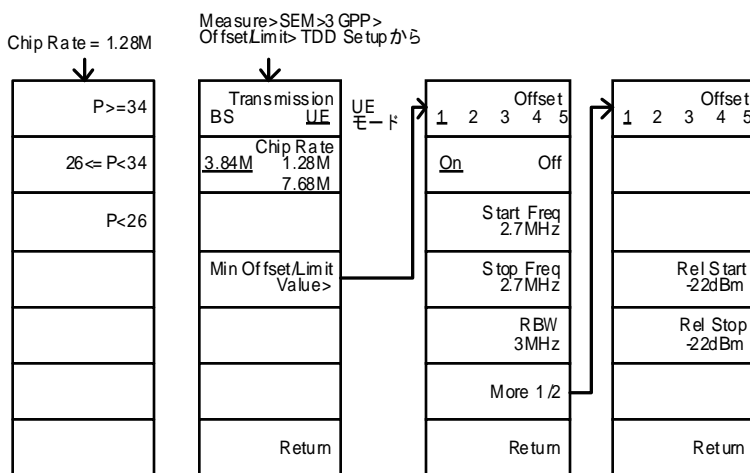 Chip Rate = 1.28M
P>=34
26<= P<34
P<26
Measure>SEM>3 GPP>
Offset/Limit> TDD Setupから
Transmission
BS UE
Chip Rate
3.84M 1.28M
7.68M
Min Offset/Limit
Value>
Return
UE
モード
Offset
1 2 3 4 5
On Off
Start Freq
2.7MHz
Stop Freq
2.7MHz
RBW
3MHz
More 1/2
Return
Offset
1 2 3 4 5
Rel Start
-22dBm
Rel Stop
-22dBm
Return